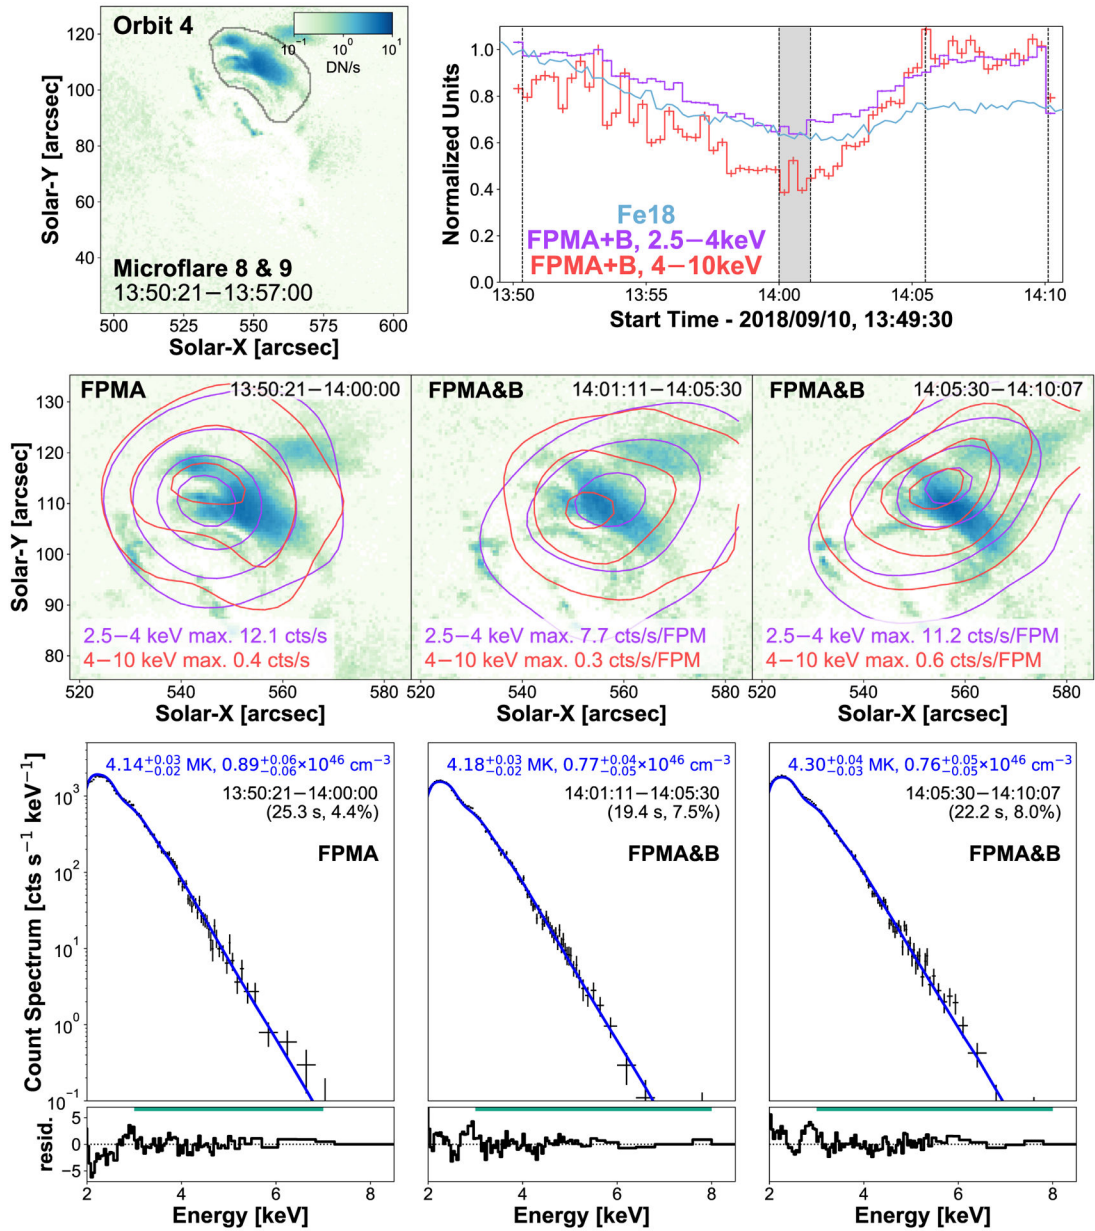 Orbit 4
10⁻¹ 10⁰ 10¹
DN/s
120
100
80
60
40
Solar-Y [arcsec]
Microflare 8 & 9
13:50:21−13:57:00
500 525 550 575 600
Solar-X [arcsec]
1.0
0.8
0.6
0.4
0.2
0.0
Normalized Units
Fe18
FPMA+B, 2.5−4keV
FPMA+B, 4−10keV
13:50 13:55 14:00 14:05 14:10
Start Time - 2018/09/10, 13:49:30
FPMA 13:50:21−14:00:00
130
120
110
100
90
80
Solar-Y [arcsec]
2.5−4 keV max. 12.1 cts/s
4−10 keV max. 0.4 cts/s
520 540 560 580
Solar-X [arcsec]
FPMA&B 14:01:11−14:05:30
2.5−4 keV max. 7.7 cts/s/FPM
4−10 keV max. 0.3 cts/s/FPM
520 540 560 580
Solar-X [arcsec]
FPMA&B 14:05:30−14:10:07
2.5−4 keV max. 11.2 cts/s/FPM
4−10 keV max. 0.6 cts/s/FPM
520 540 560 580
Solar-X [arcsec]
Count Spectrum [cts s⁻¹ keV⁻¹]
10³
10²
10¹
10⁰
10⁻¹
4.14+0.03−0.02 MK, 0.89+0.06−0.06×10⁴⁶ cm⁻³
13:50:21−14:00:00
(25.3 s, 4.4%)
FPMA
resid.
5
0
−5
2 4 6 8
Energy [keV]
4.18+0.03−0.02 MK, 0.77+0.04−0.05×10⁴⁶ cm⁻³
14:01:11−14:05:30
(19.4 s, 7.5%)
FPMA&B
2 4 6 8
Energy [keV]
4.30+0.04−0.03 MK, 0.76+0.05−0.05×10⁴⁶ cm⁻³
14:05:30−14:10:07
(22.2 s, 8.0%)
FPMA&B
2 4 6 8
Energy [keV]